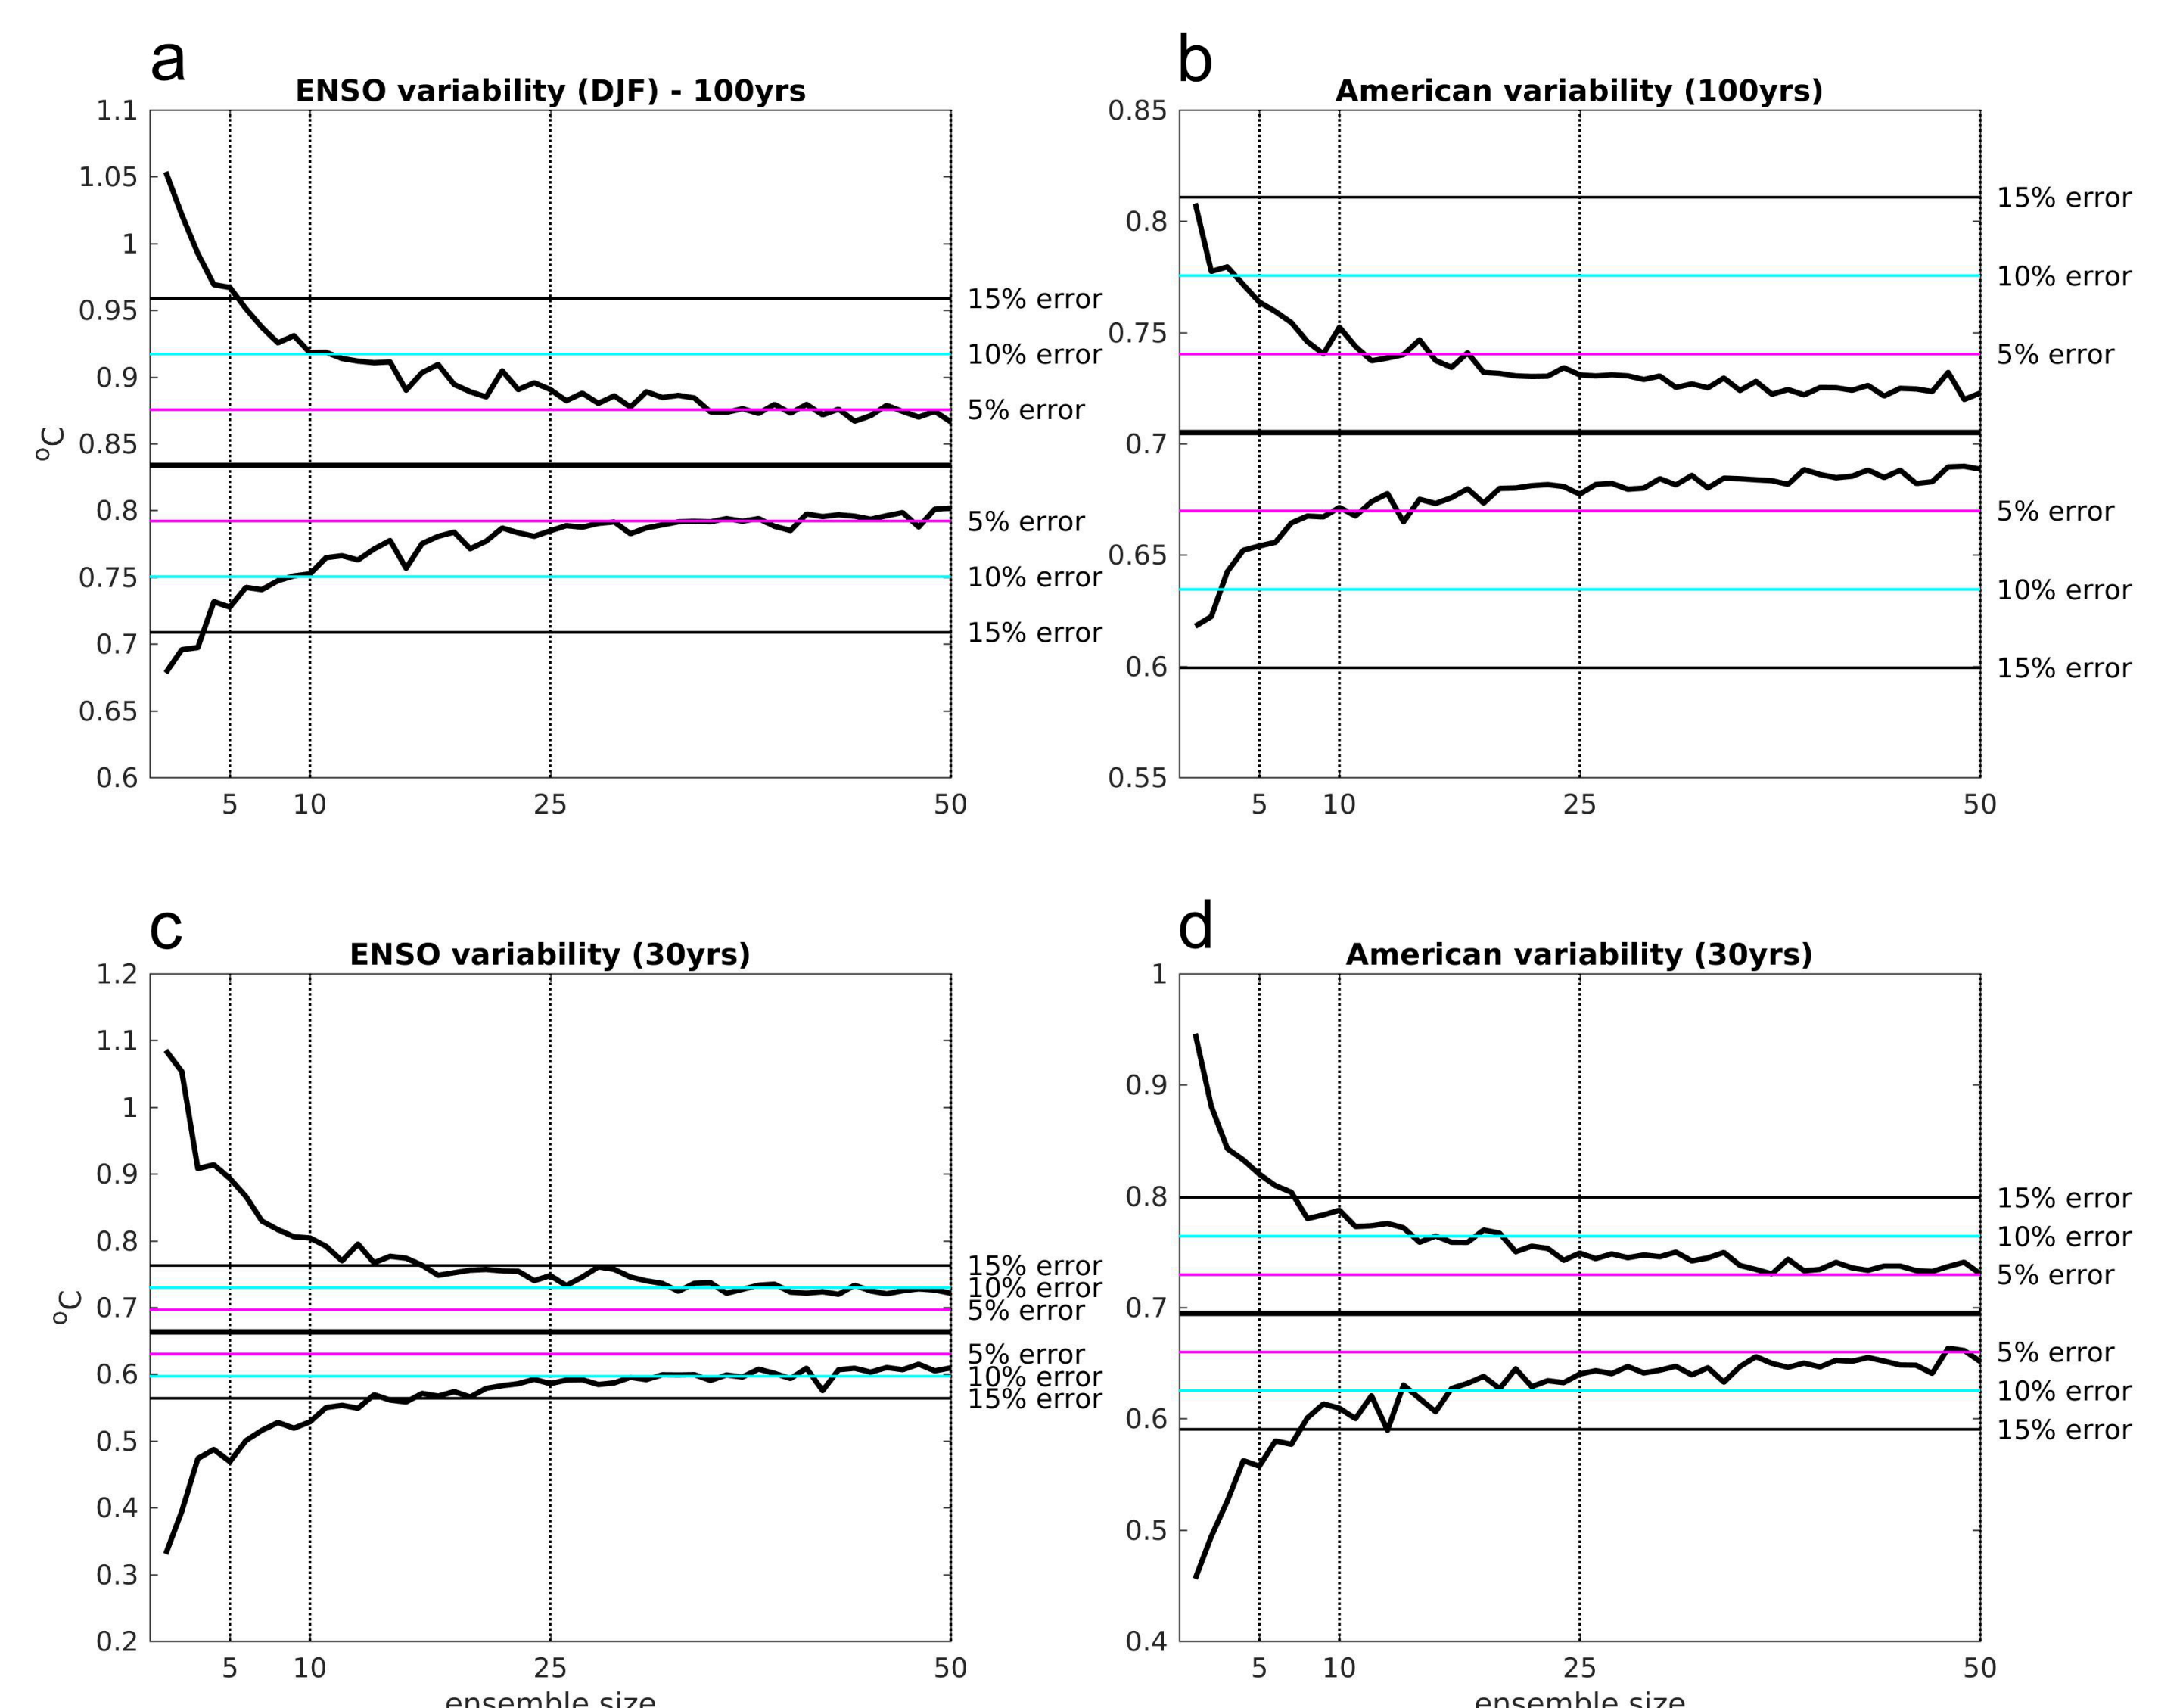 a
ENSO variability (DJF) - 100yrs
1.1
1.05
1
0.95
0.9
0.85
0.8
0.75
0.7
0.65
0.6
oC
5 10 25 50
15% error
10% error
5% error
5% error
10% error
15% error
b
American variability (100yrs)
0.85
0.8
0.75
0.7
0.65
0.6
0.55
5 10 25 50
15% error
10% error
5% error
5% error
10% error
15% error
c
ENSO variability (30yrs)
1.2
1.1
1
0.9
0.8
0.7
0.6
0.5
0.4
0.3
0.2
oC
5 10 25 50
ensemble size
15% error
10% error
5% error
5% error
10% error
15% error
d
American variability (30yrs)
1
0.9
0.8
0.7
0.6
0.5
0.4
5 10 25 50
ensemble size
15% error
10% error
5% error
5% error
10% error
15% error